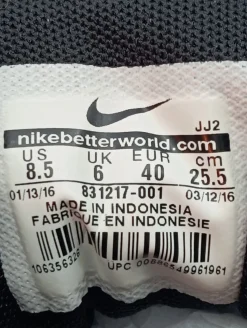 JJ2
nikebetterworld.com
US UK EUR cm
8.5 6 40 25.5
01/13/16 831217-001 03/12/16
MADE IN INDONESIA
FABRIQUE EN INDONESIE
UPC 00886549961961